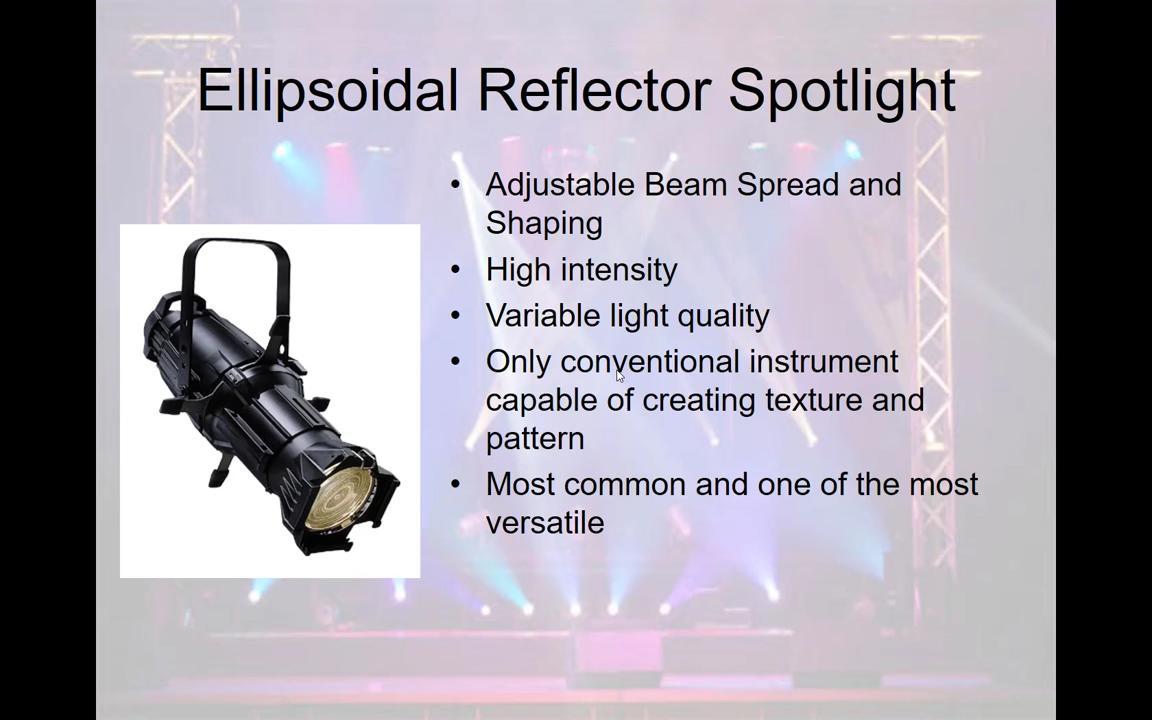 Ellipsoidal Reflector Spotlight
• Adjustable Beam Spread and
Shaping
• High intensity
• Variable light quality
• Only conventional instrument
capable of creating texture and
pattern
• Most common and one of the most
versatile